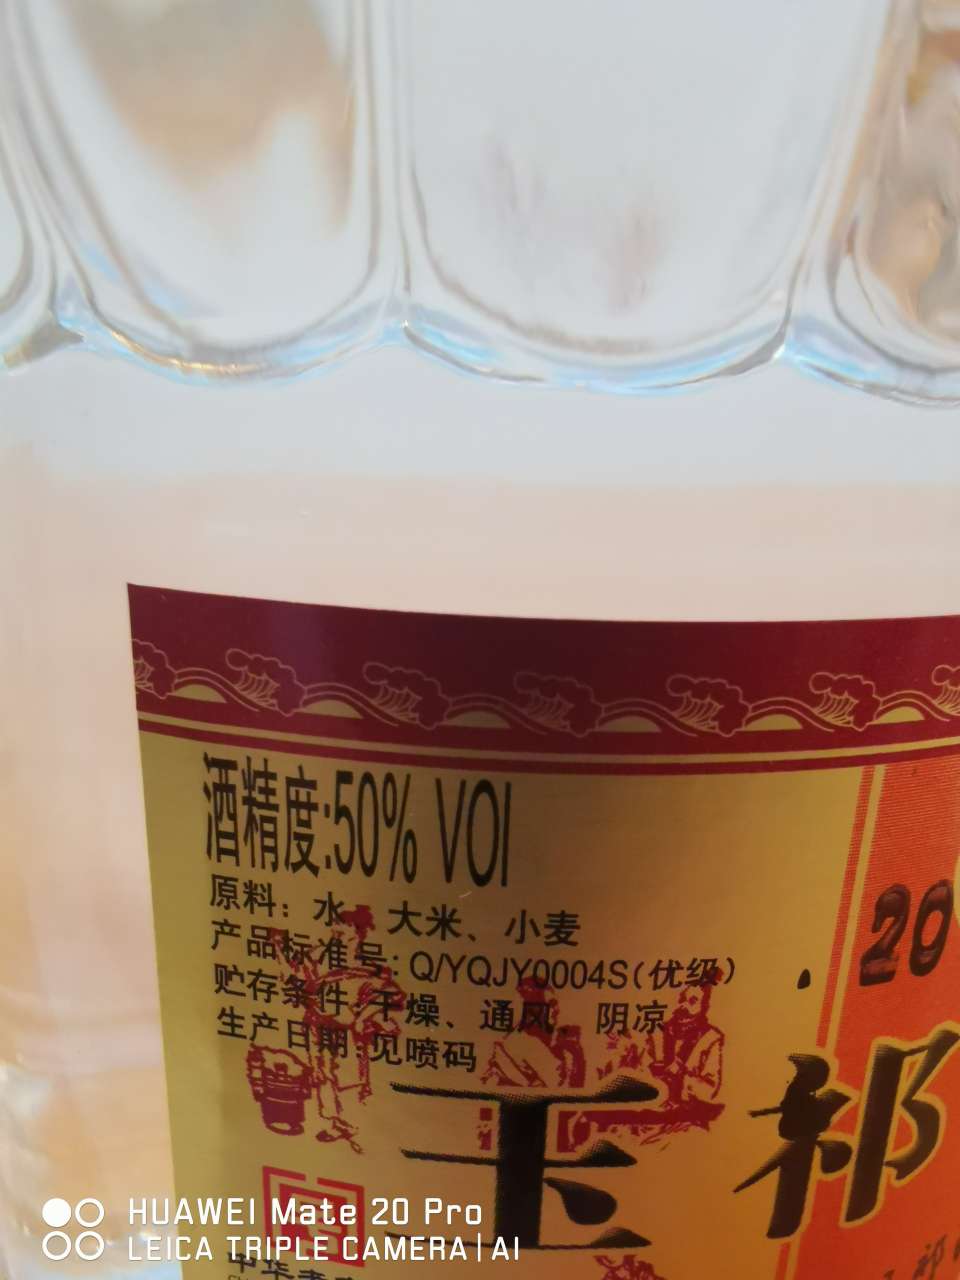 酒精度:50% VOl
原料：水、大米、小麦
产品标准号：Q/YQJY0004S(优级)
贮存条件：干燥、通风、阴凉
生产日期：见喷码
20
玉 祁
HUAWEI Mate 20 Pro
LEICA TRIPLE CAMERA | AI